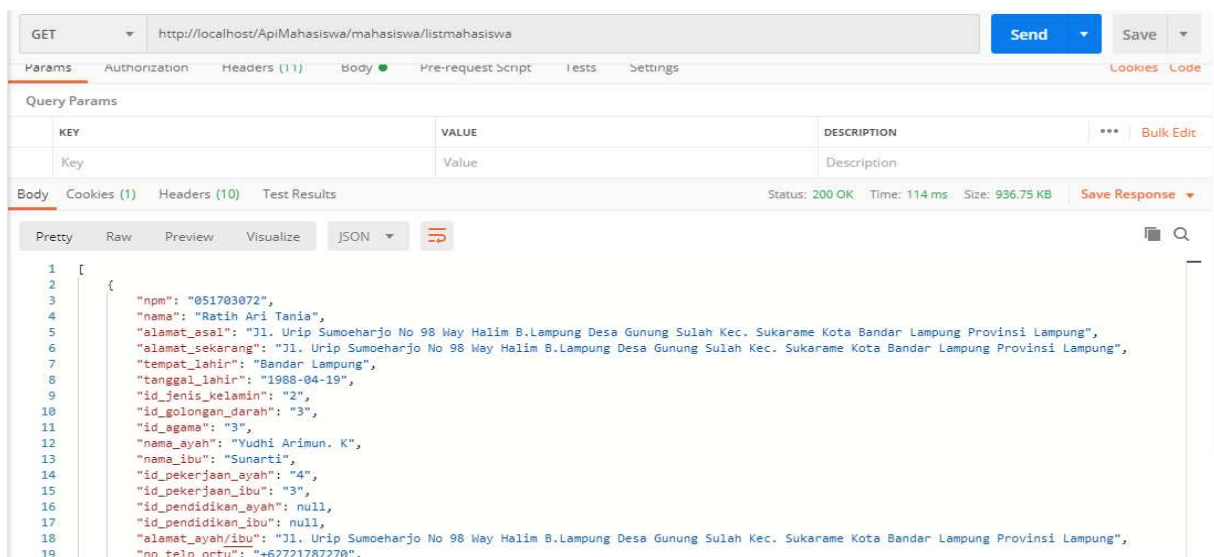 GET http://localhost/ApiMahasiswa/mahasiswa/listmahasiswa Send Save
Params Authorization Headers (11) Body Pre-request Script Tests Settings Cookies Code
Query Params
KEY VALUE DESCRIPTION ••• Bulk Edit
Key Value Description
Body Cookies (1) Headers (10) Test Results Status: 200 OK Time: 114 ms Size: 936.75 KB Save Response
Pretty Raw Preview Visualize JSON
1 [
2 {
3 "npm": "051703072",
4 "nama": "Ratih Ari Tania",
5 "alamat_asal": "Jl. Urip Sumoeharjo No 98 Way Halim B.Lampung Desa Gunung Sulah Kec. Sukarame Kota Bandar Lampung Provinsi Lampung",
6 "alamat_sekarang": "Jl. Urip Sumoeharjo No 98 Way Halim B.Lampung Desa Gunung Sulah Kec. Sukarame Kota Bandar Lampung Provinsi Lampung",
7 "tempat_lahir": "Bandar Lampung",
8 "tanggal_lahir": "1988-04-19",
9 "id_jenis_kelamin": "2",
10 "id_golongan_darah": "3",
11 "id_agama": "3",
12 "nama_ayah": "Yudhi Arimun. K",
13 "nama_ibu": "Sunarti",
14 "id_pekerjaan_ayah": "4",
15 "id_pekerjaan_ibu": "3",
16 "id_pendidikan_ayah": null,
17 "id_pendidikan_ibu": null,
18 "alamat_ayah/ibu": "Jl. Urip Sumoeharjo No 98 Way Halim B.Lampung Desa Gunung Sulah Kec. Sukarame Kota Bandar Lampung Provinsi Lampung",
19 "no_telp_ortu": "+62721787270",